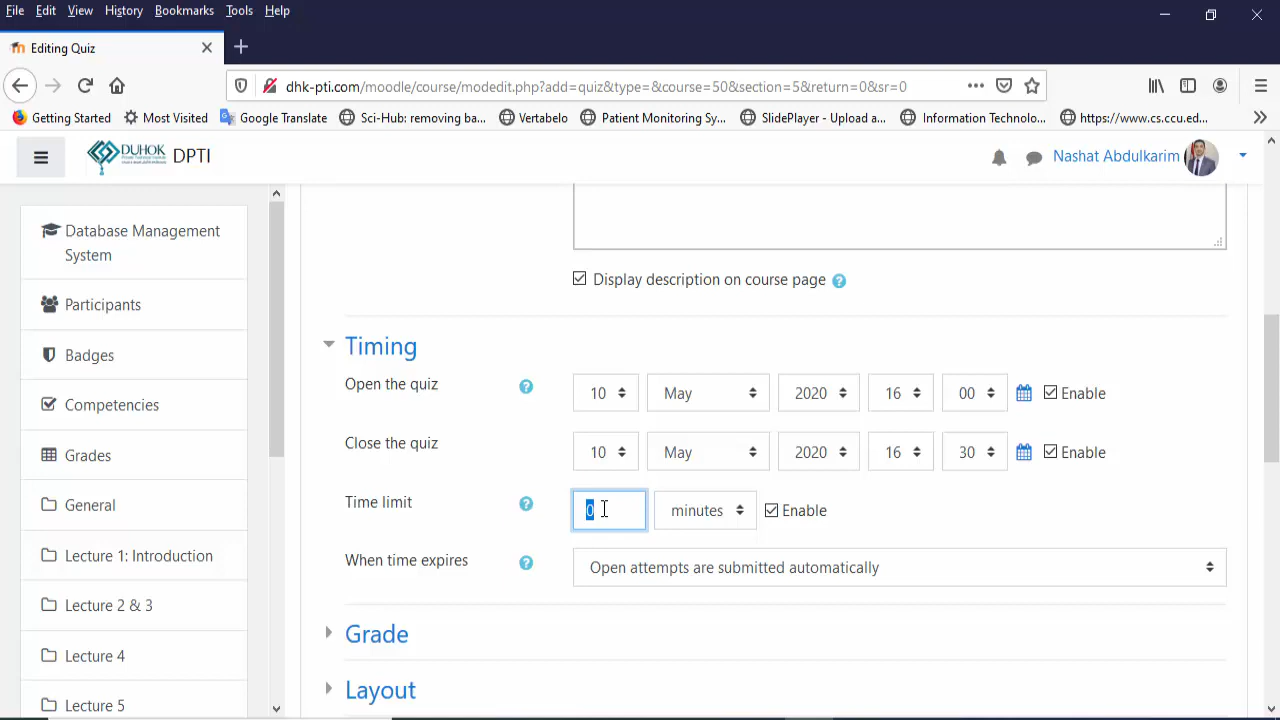 File Edit View History Bookmarks Tools Help
Editing Quiz
dhk-pti.com/moodle/course/modedit.php?add=quiz&type=&course=50&section=5&return=0&sr=0
Getting Started Most Visited Google Translate Sci-Hub: removing ba... Vertabelo Patient Monitoring Sy... SlidePlayer - Upload a... Information Technolo... https://www.cs.ccu.ed...
DUHOK DPTI Nashat Abdulkarim
Database Management
System
Participants
Badges
Competencies
Grades
General
Lecture 1: Introduction
Lecture 2 & 3
Lecture 4
Lecture 5
Display description on course page
Timing
Open the quiz 10 May 2020 16 00 Enable
Close the quiz 10 May 2020 16 30 Enable
Time limit 0 minutes Enable
When time expires Open attempts are submitted automatically
Grade
Layout